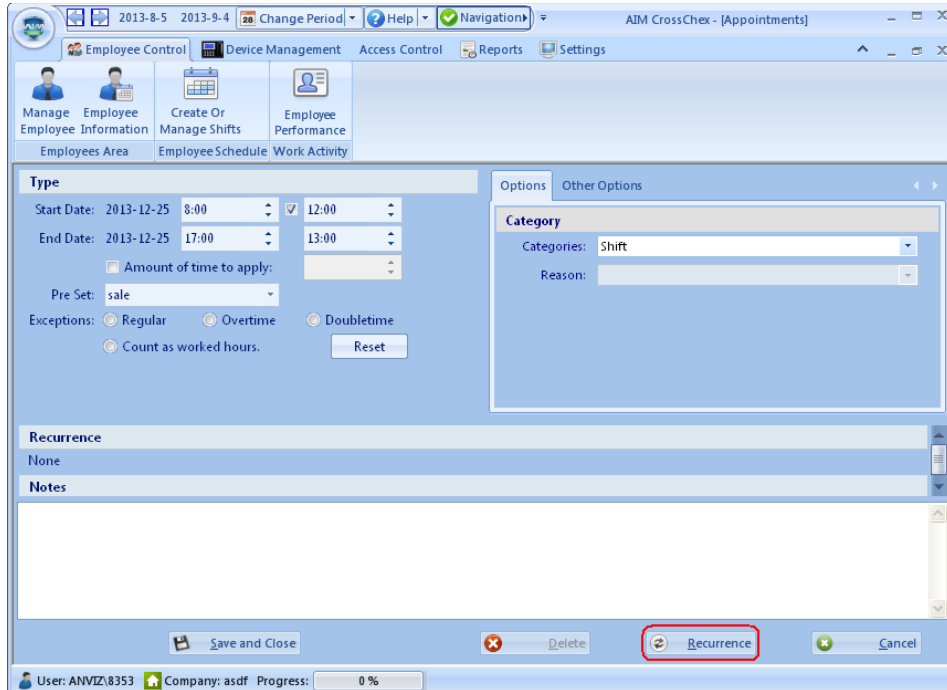 AIM
2013-8-5 2013-9-4 28 Change Period Help Navigation AIM CrossChex - [Appointments]
Employee Control Device Management Access Control Reports Settings
Manage Employee Employee Information Create Or Manage Shifts Employee Performance
Employees Area Employee Schedule Work Activity
Type
Start Date: 2013-12-25 8:00 12:00
End Date: 2013-12-25 17:00 13:00
Amount of time to apply:
Pre Set: sale
Exceptions: Regular Overtime Doubletime
Count as worked hours. Reset
Options Other Options
Category
Categories: Shift
Reason:
Recurrence
None
Notes
Save and Close Delete Recurrence Cancel
User: ANVIZ\8353 Company: asdf Progress: 0 %